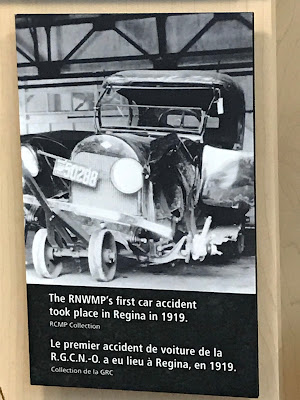 50288
The RNWMP's first car accident
took place in Regina in 1919.
RCMP Collection
Le premier accident de voiture de la
R.G.C.N.-O. a eu lieu à Regina, en 1919.
Collection de la GRC